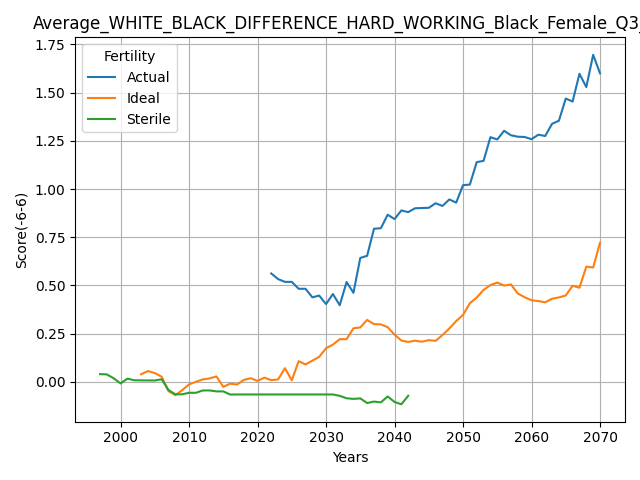 Average_WHITE_BLACK_DIFFERENCE_HARD_WORKING_Black_Female_Q3_
Fertility
Actual
Ideal
Sterile
Score(-6-6)
1.75
1.50
1.25
1.00
0.75
0.50
0.25
0.00
2000 2010 2020 2030 2040 2050 2060 2070
Years